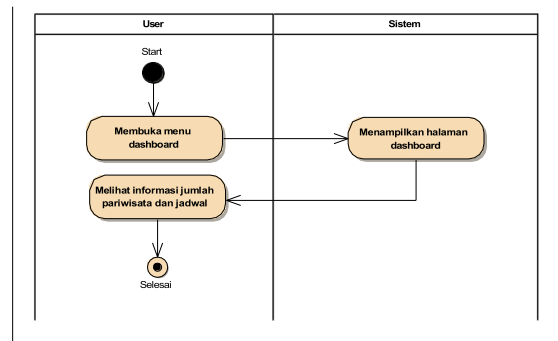 User
Sistem
Start
Membuka menu
dashboard
Menampilkan halaman
dashboard
Melihat informasi jumlah
pariwisata dan jadwal
Selesai